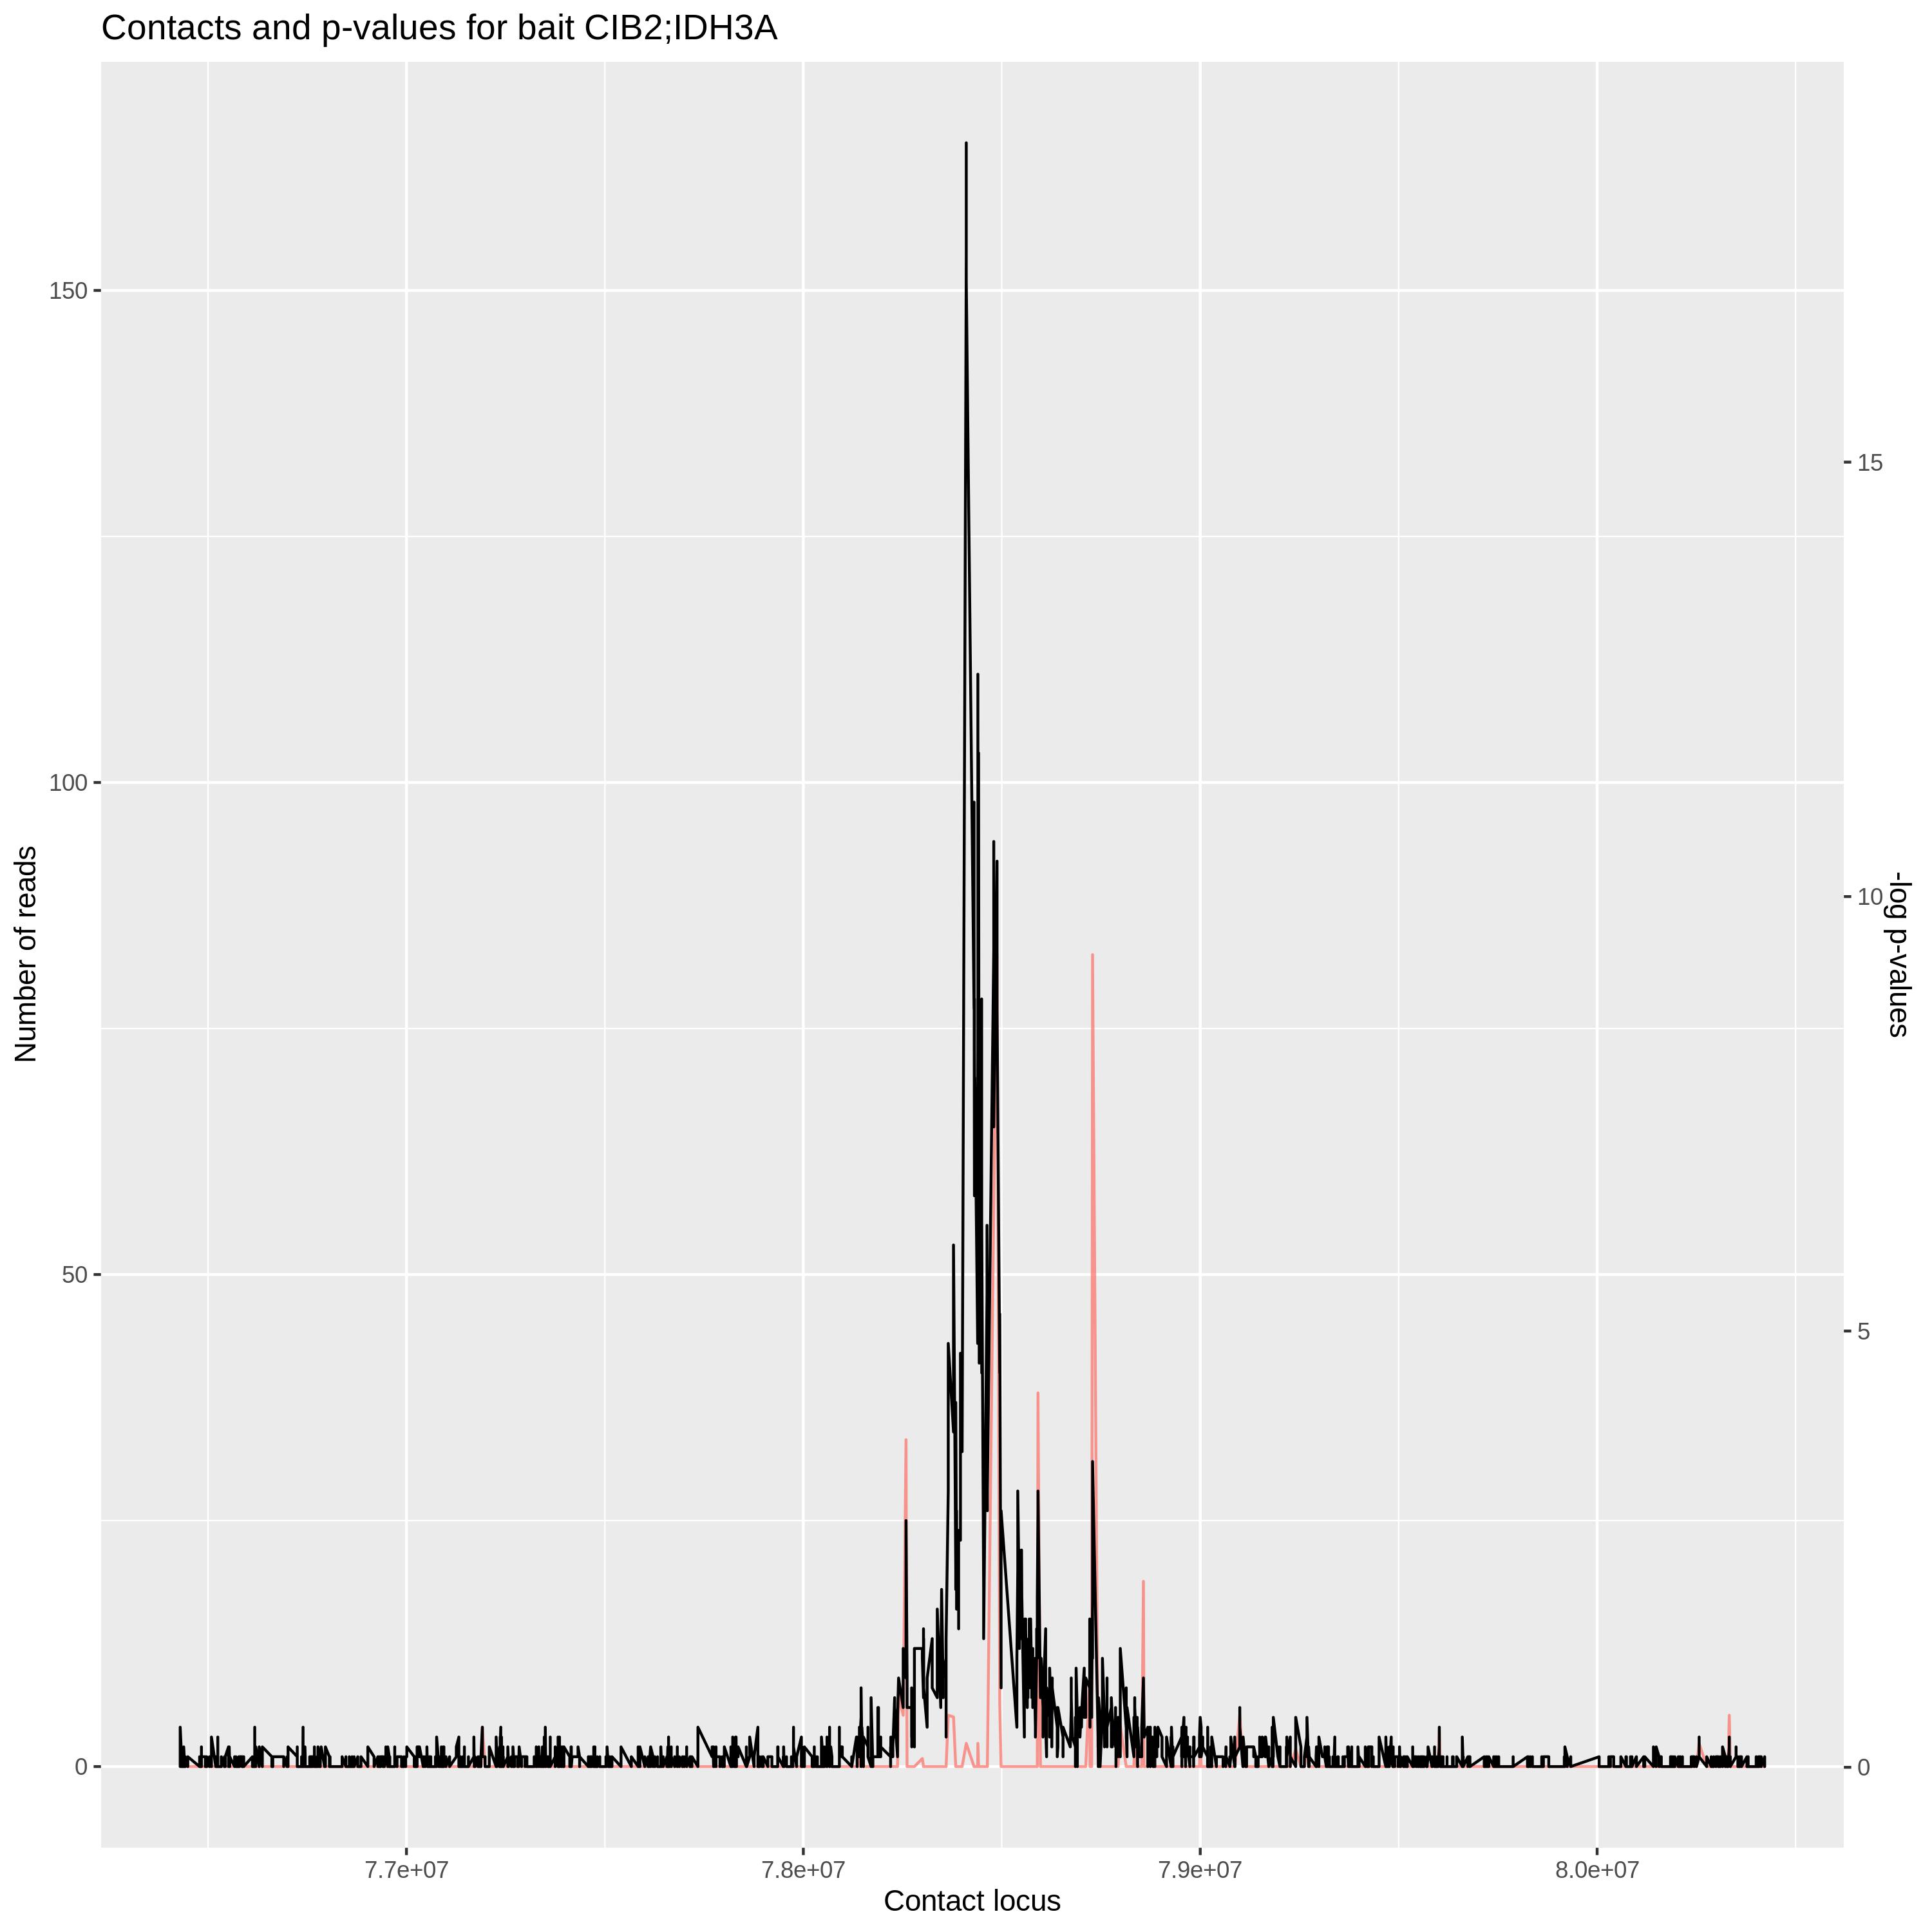 Contacts and p-values for bait CIB2;IDH3A
Number of reads
150
100
50
0
15
10
5
0
-log p-values
7.7e+07
7.8e+07
7.9e+07
8.0e+07
Contact locus